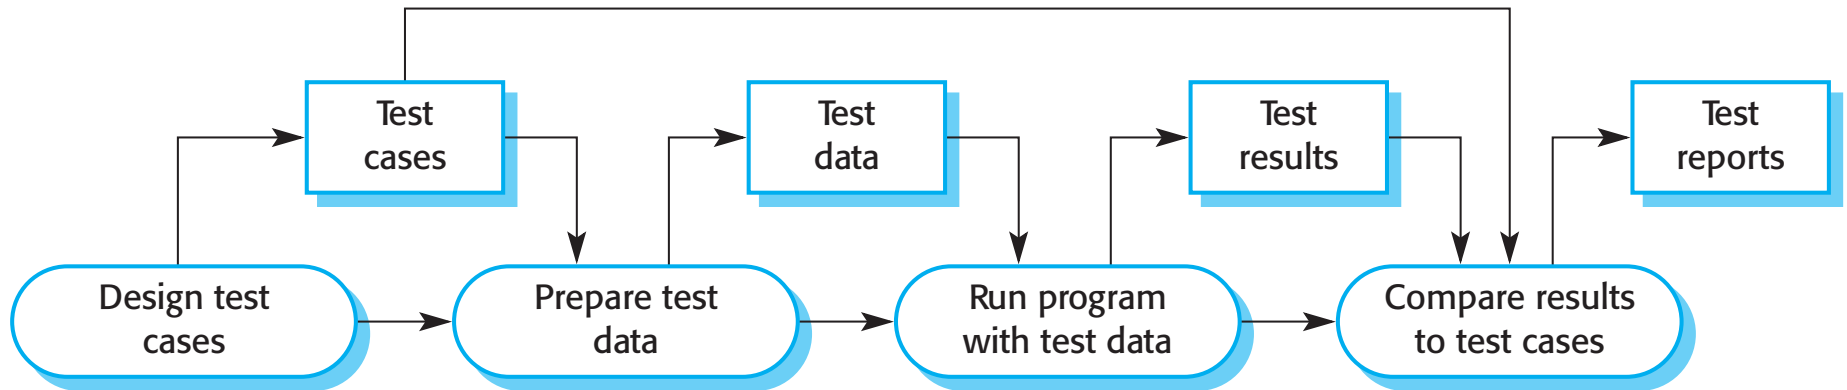 Test
cases
Test
data
Test
results
Test
reports
Design test
cases
Prepare test
data
Run program
with test data
Compare results
to test cases